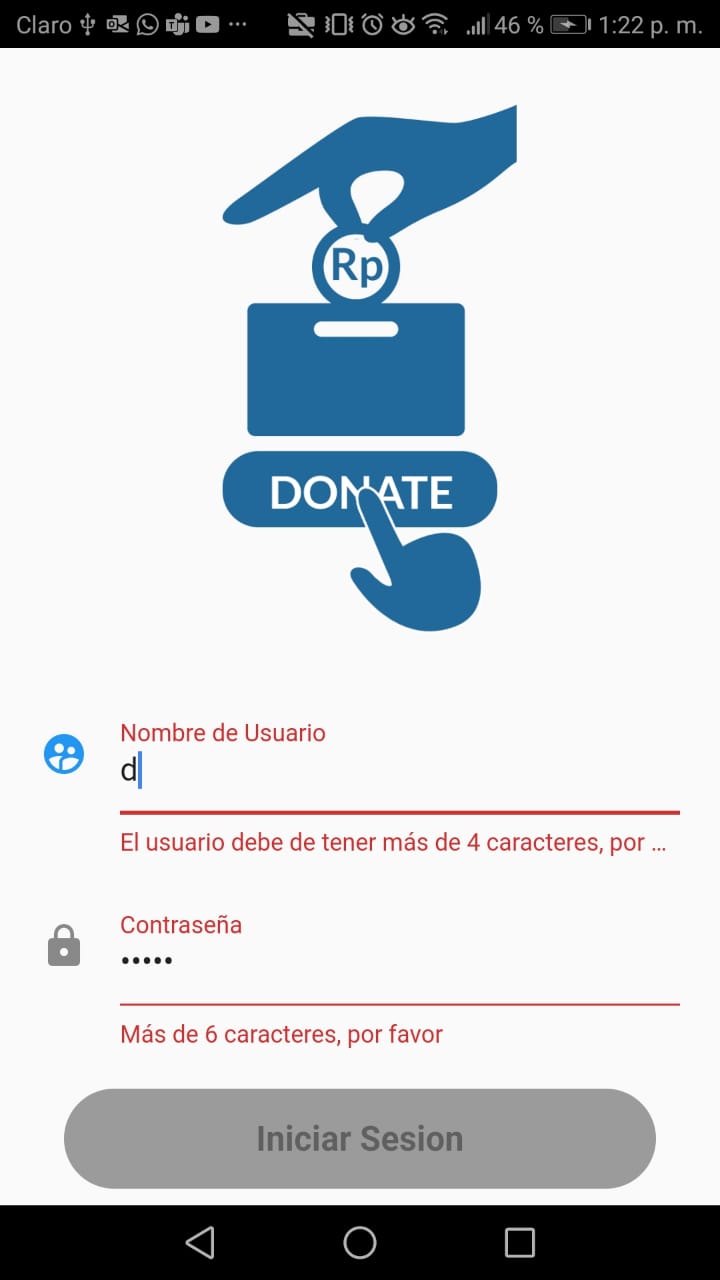 Claro 46 % 1:22 p. m.
Rp
DONATE
Nombre de Usuario
d
El usuario debe de tener más de 4 caracteres, por ...
Contraseña
•••••
Más de 6 caracteres, por favor
Iniciar Sesion